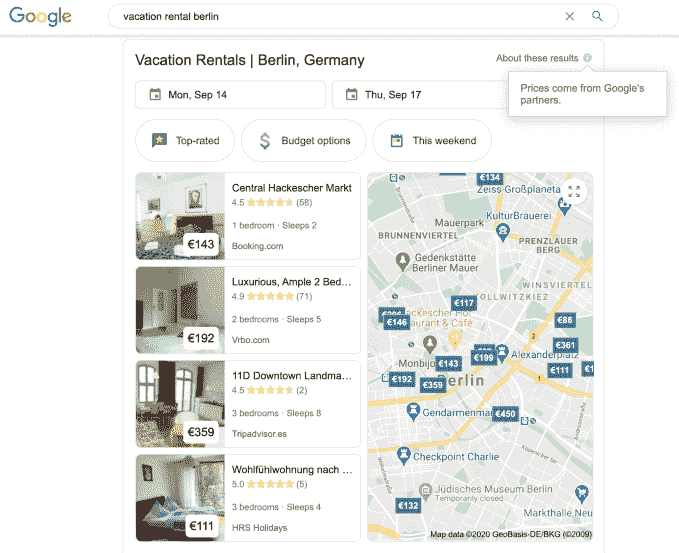 Google
vacation rental berlin
Vacation Rentals | Berlin, Germany
About these results
Prices come from Google's
partners.
Mon, Sep 14
Thu, Sep 17
Top-rated
Budget options
This weekend
Central Hackescher Markt
4.5 (58)
1 bedroom · Sleeps 2
Booking.com
€143
Luxurious, Ample 2 Bed…
4.9 (71)
2 bedrooms · Sleeps 5
Vrbo.com
€192
11D Downtown Landma…
4.5 (2)
3 bedrooms · Sleeps 8
Tripadvisor.es
€359
Wohlfühlwohnung nach …
5.0 (5)
3 bedrooms · Sleeps 4
HRS Holidays
€111
€134
Zeiss-Großplaneta
Mauerpark
KulturBrauerei
BRUNNENVIERTEL
PRENZLAUER
BERG
Gedenkstätte
Berliner Mauer
WINSVIERTEL
OLLWITZKIEZ
€117
ackescher Hof
taurant & Café
€146
€86
€361
Monbijo
€143
€199
Alexanderplatz
€111
€192
€359
Berlin
Gendarmenmar
€450
Checkpoint Charlie
Jüdisches Museum Berlin
Temporarily closed
€132
Markthalle Neu
Map data ©2020 GeoBasis-DE/BKG (©2009)